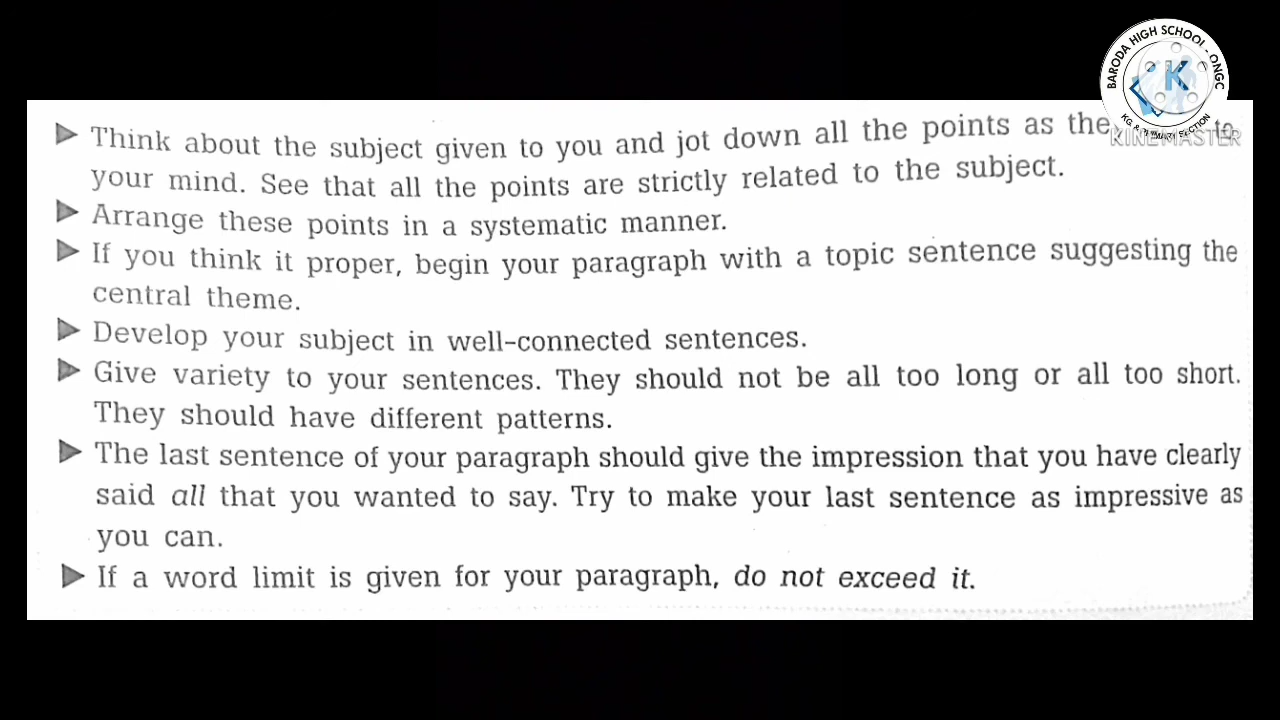 BARODA HIGH SCHOOL - ONGC
KG & PRIMARY SECTION
KINEMASTER
▶ Think about the subject given to you and jot down all the points as to
your mind. See that all the points are strictly related to the subject.
▶ Arrange these points in a systematic manner.
▶ If you think it proper, begin your paragraph with a topic sentence suggesting the
central theme.
▶ Develop your subject in well-connected sentences.
▶ Give variety to your sentences. They should not be all too long or all too short.
They should have different patterns.
▶ The last sentence of your paragraph should give the impression that you have clearly
said all that you wanted to say. Try to make your last sentence as impressive as
you can.
▶ If a word limit is given for your paragraph, do not exceed it.